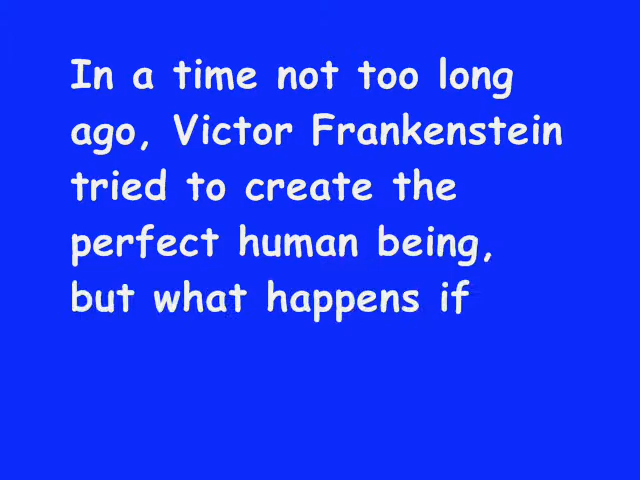 In a time not too long
ago, Victor Frankenstein
tried to create the
perfect human being,
but what happens if